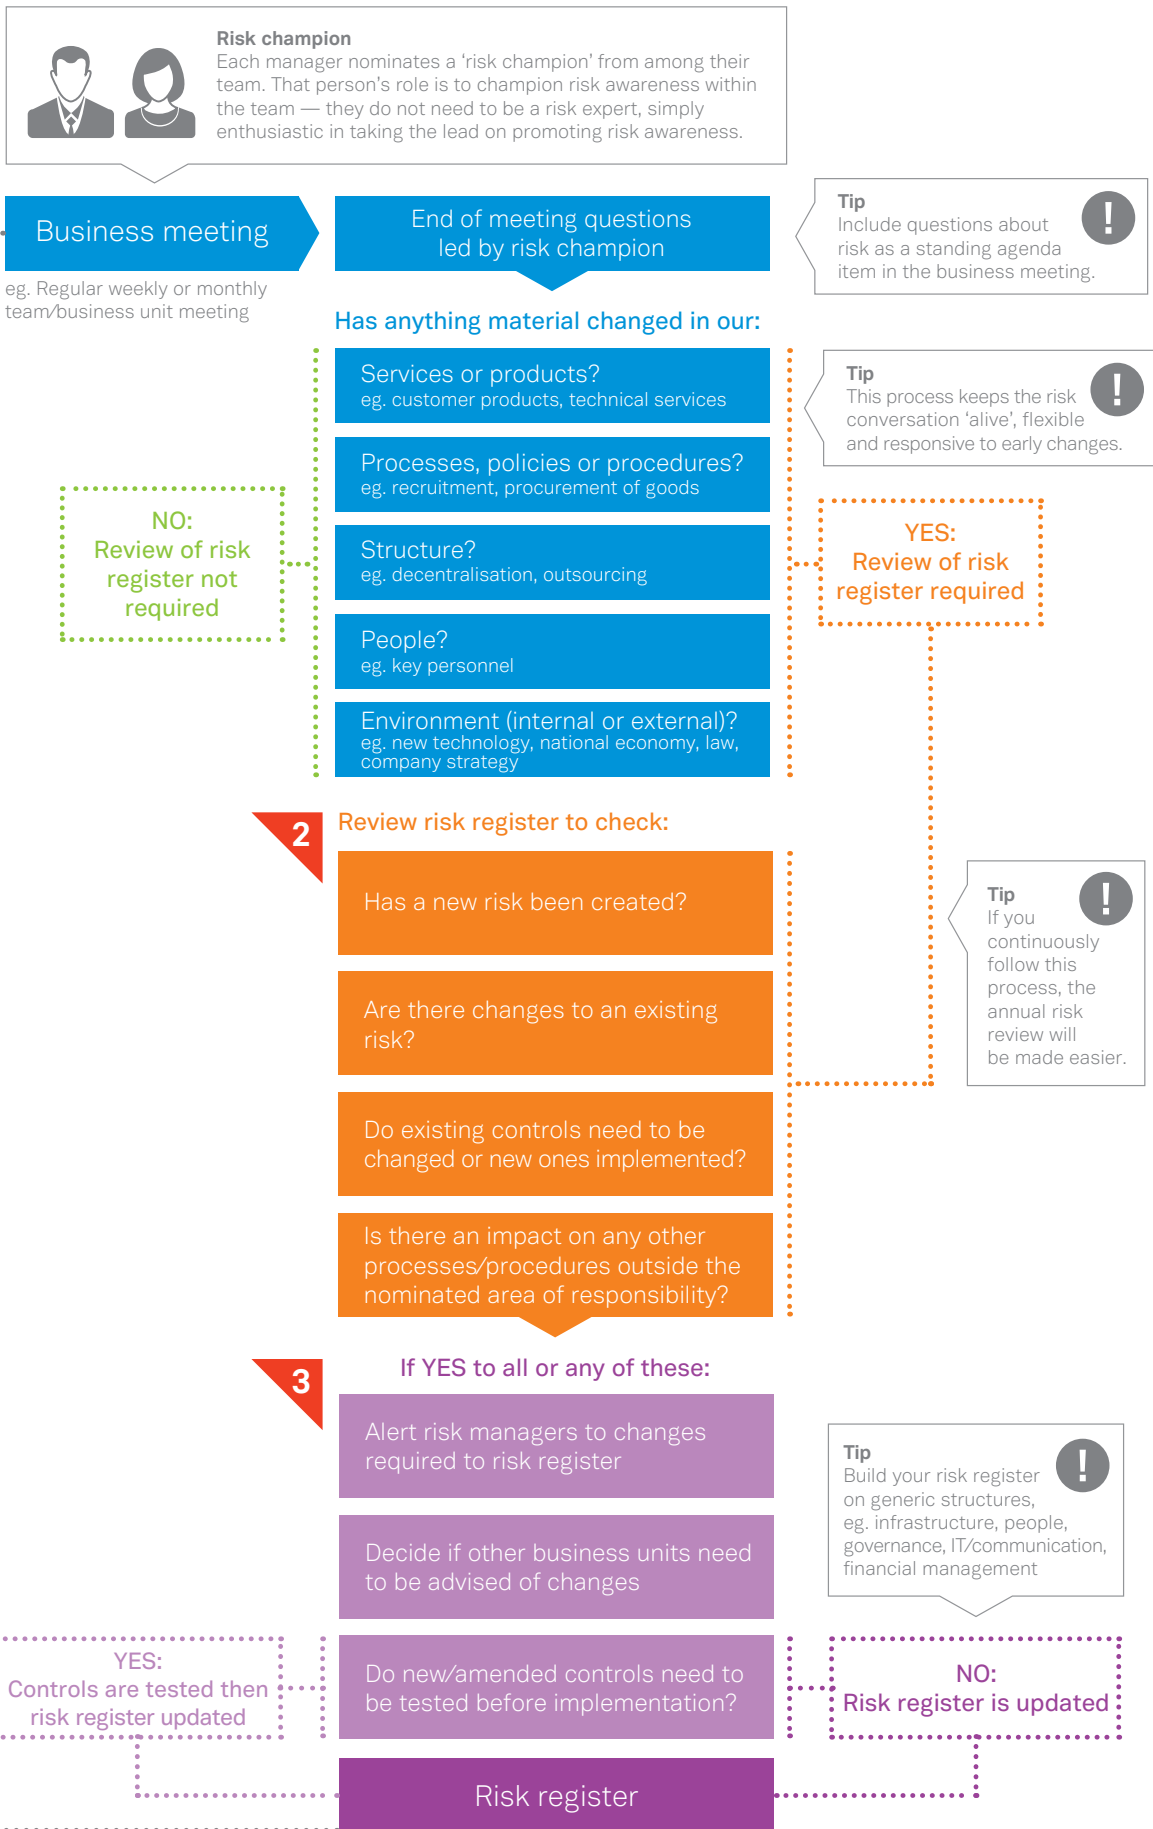 Risk champion
Each manager nominates a ‘risk champion’ from among their
team. That person’s role is to champion risk awareness within
the team — they do not need to be a risk expert, simply
enthusiastic in taking the lead on promoting risk awareness.
Business meeting
eg. Regular weekly or monthly
team/business unit meeting
End of meeting questions
led by risk champion
Tip
Include questions about
risk as a standing agenda
item in the business meeting.
!
Has anything material changed in our:
Services or products?
eg. customer products, technical services
Tip
This process keeps the risk
conversation ‘alive’, flexible
and responsive to early changes.
!
Processes, policies or procedures?
eg. recruitment, procurement of goods
Structure?
eg. decentralisation, outsourcing
People?
eg. key personnel
Environment (internal or external)?
eg. new technology, national economy, law,
company strategy
NO:
Review of risk
register not
required
YES:
Review of risk
register required
2
Review risk register to check:
Has a new risk been created?
Are there changes to an existing
risk?
Do existing controls need to be
changed or new ones implemented?
Is there an impact on any other
processes/procedures outside the
nominated area of responsibility?
Tip
If you
continuously
follow this
process, the
annual risk
review will
be made easier.
!
3
If YES to all or any of these:
Alert risk managers to changes
required to risk register
Decide if other business units need
to be advised of changes
Do new/amended controls need to
be tested before implementation?
Tip
Build your risk register
on generic structures,
eg. infrastructure, people,
governance, IT/communication,
financial management
!
YES:
Controls are tested then
risk register updated
NO:
Risk register is updated
Risk register